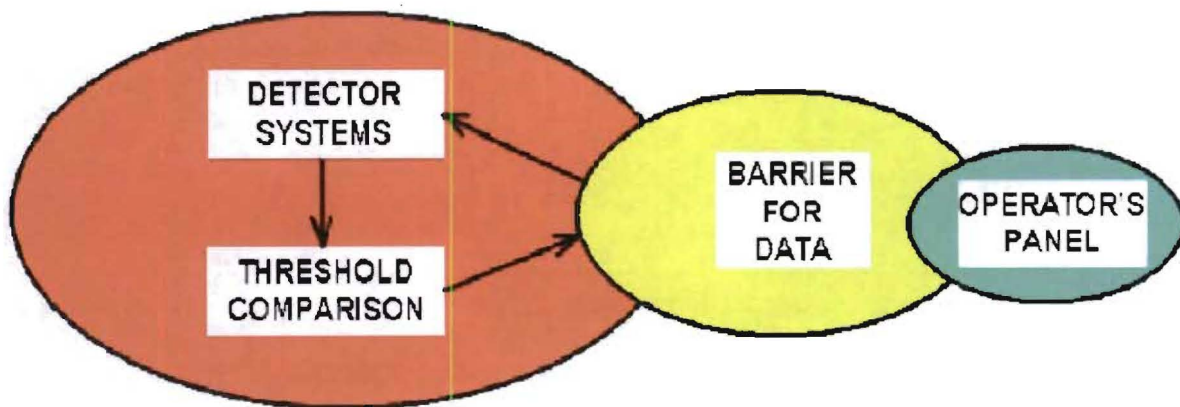 DETECTOR
SYSTEMS
THRESHOLD
COMPARISON
BARRIER
FOR
DATA
OPERATOR'S
PANEL